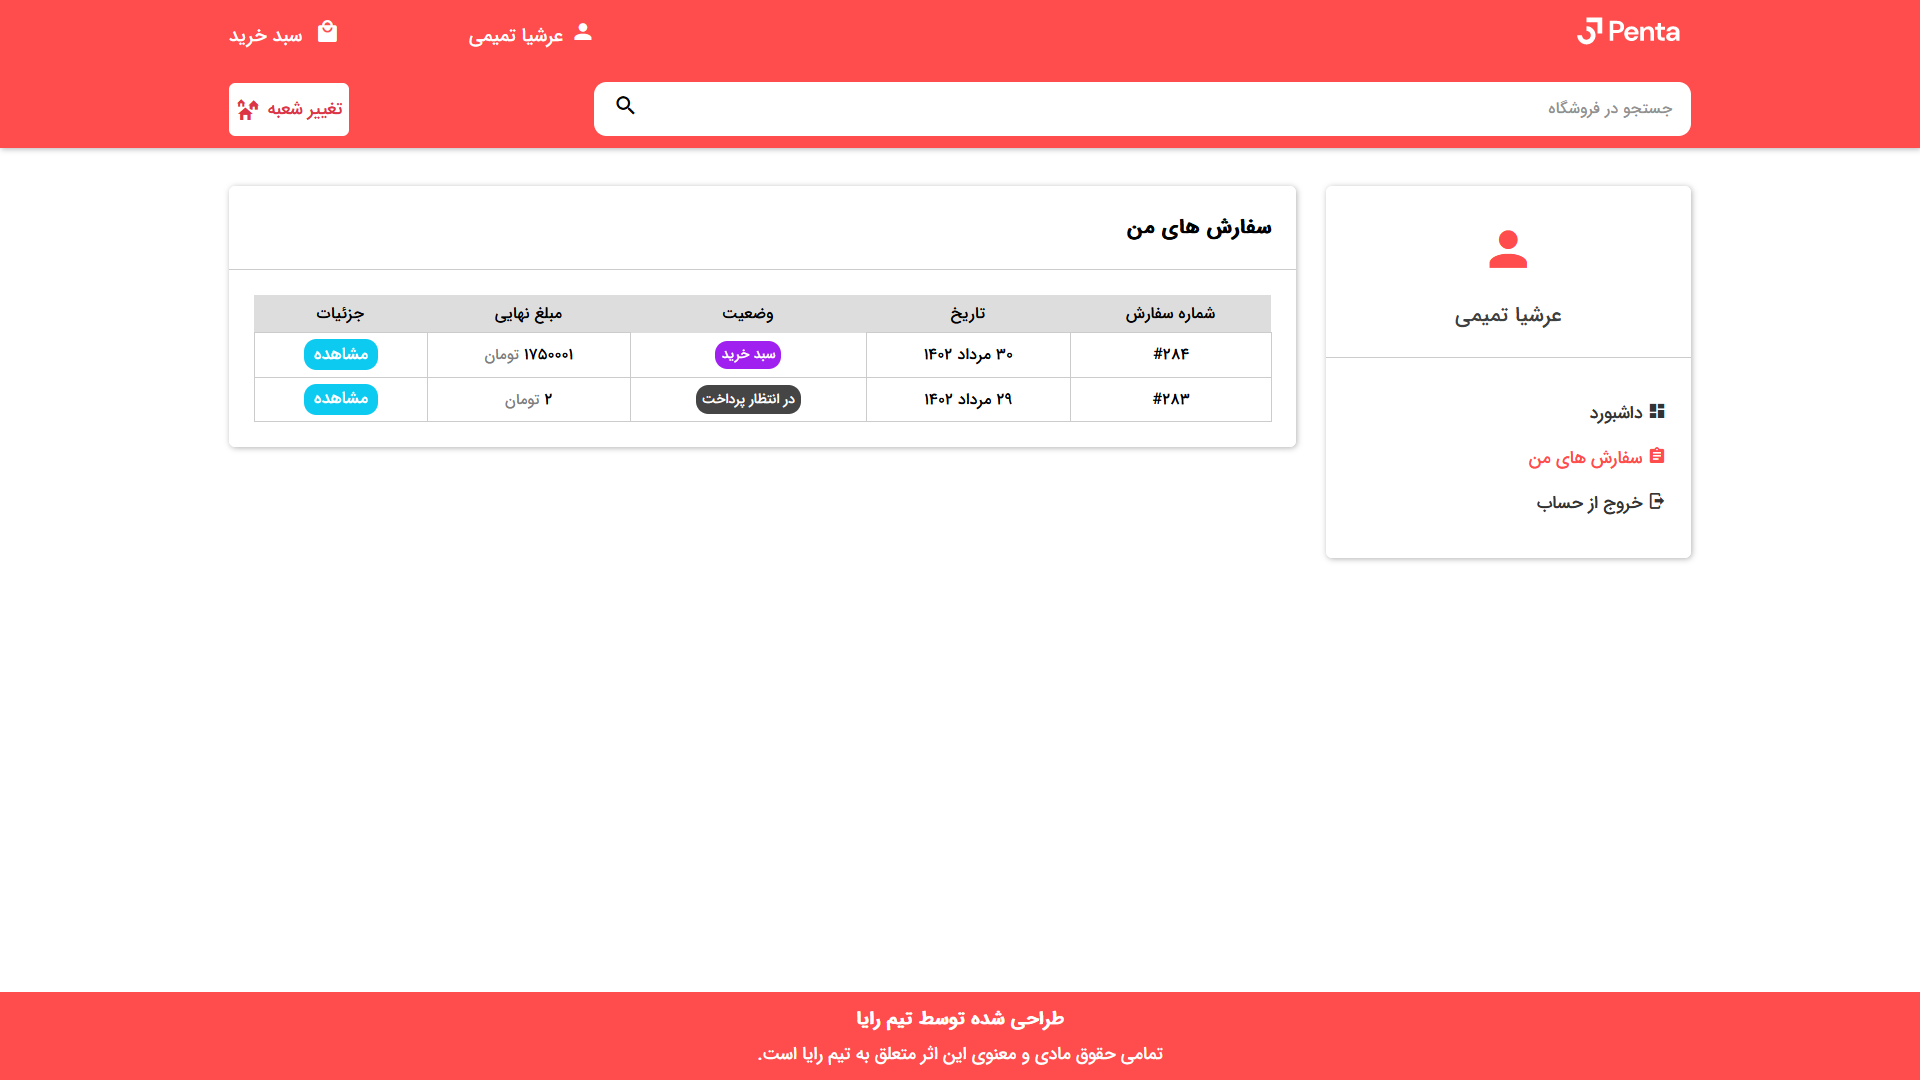 Penta
عرشیا تمیمی
سبد خرید
جستجو در فروشگاه
تغییر شعبه
عرشیا تمیمی
داشبورد
سفارش های من
خروج از حساب
سفارش های من
شماره سفارش تاریخ وضعیت مبلغ نهایی جزئیات
#۲۸۴ ۳۰ مرداد ۱۴۰۲ سبد خرید ۱۷۵۰۰۰۱ تومان مشاهده
#۲۸۳ ۲۹ مرداد ۱۴۰۲ در انتظار پرداخت ۲ تومان مشاهده
طراحی شده توسط تیم رایا
تمامی حقوق مادی و معنوی این اثر متعلق به تیم رایا است.